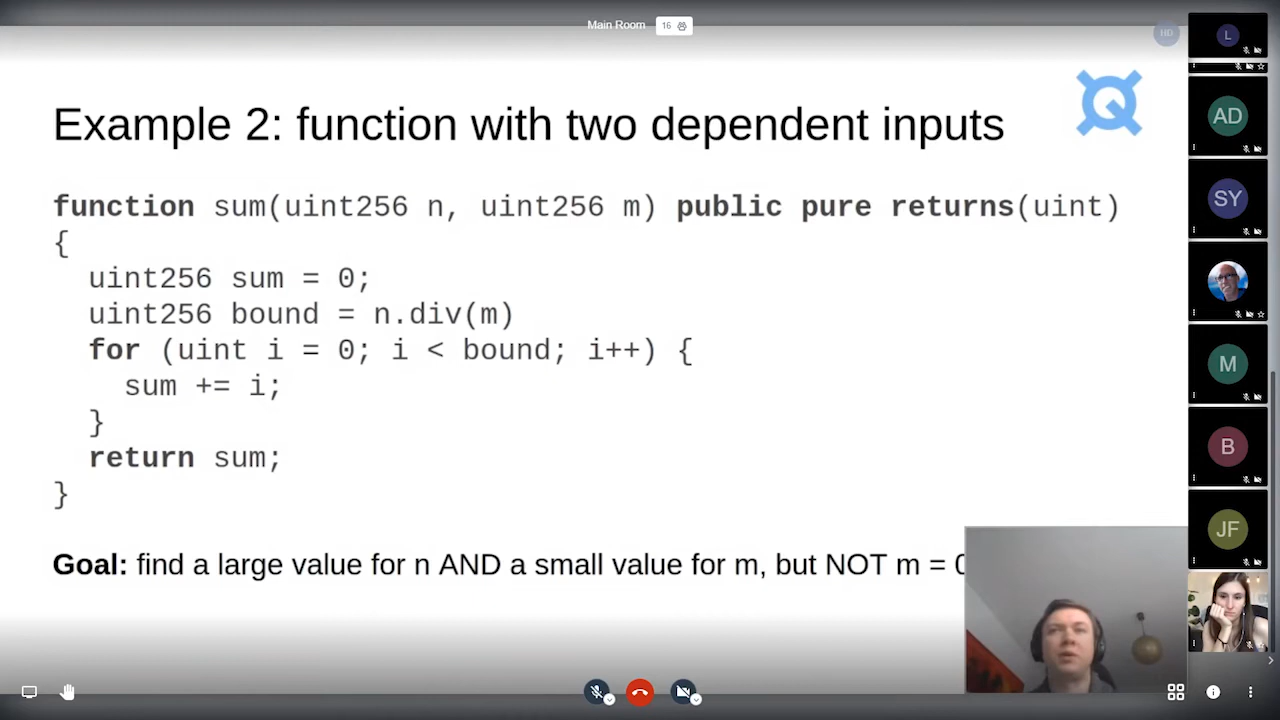 Main Room 16
HD
L
Example 2: function with two dependent inputs
function sum(uint256 n, uint256 m) public pure returns(uint)
{
uint256 sum = 0;
uint256 bound = n.div(m)
for (uint i = 0; i < bound; i++) {
sum += i;
}
return sum;
}
Goal: find a large value for n AND a small value for m, but NOT m = 0
AD
SY
M
B
JF